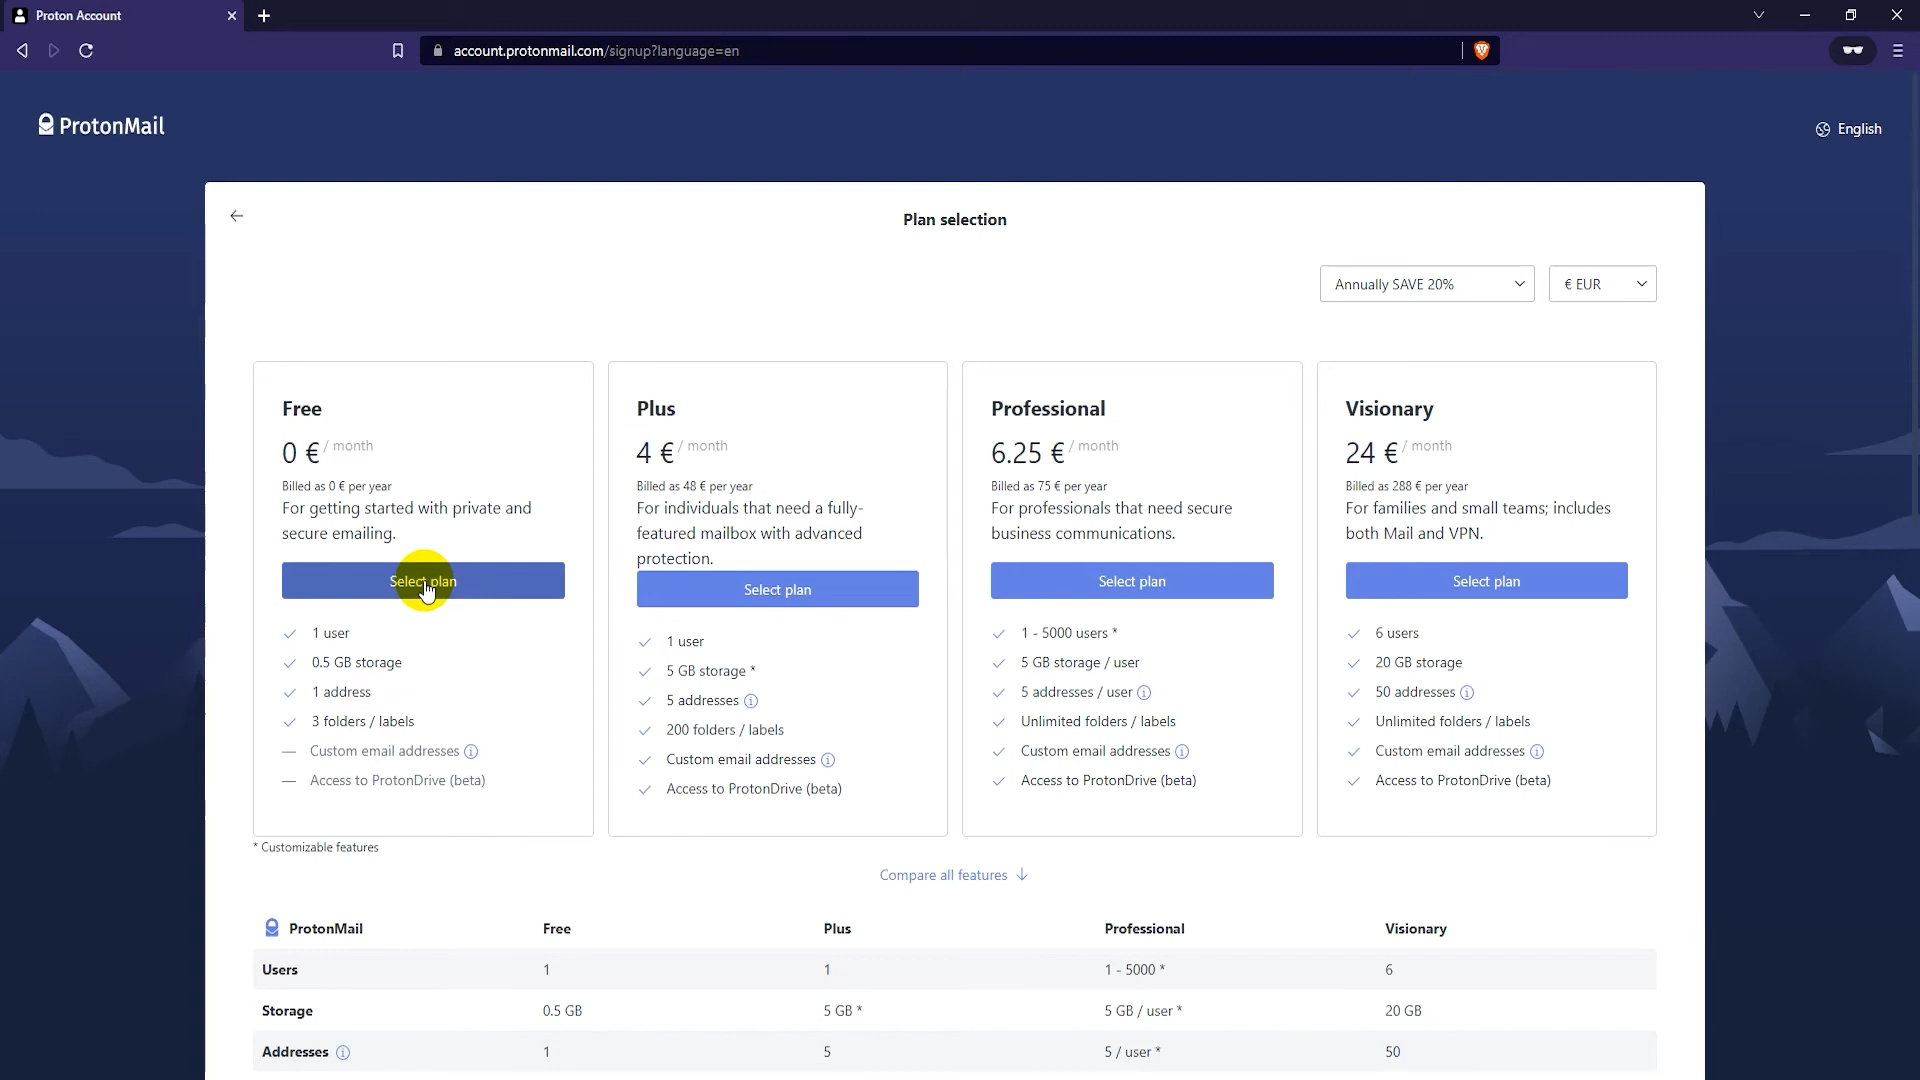 Proton Account
account.protonmail.com/signup?language=en
ProtonMail
English
Plan selection
Annually SAVE 20%
€ EUR
Free
0 € / month
Billed as 0 € per year
For getting started with private and
secure emailing.
Select plan
1 user
0.5 GB storage
1 address
3 folders / labels
Custom email addresses
Access to ProtonDrive (beta)
Plus
4 € / month
Billed as 48 € per year
For individuals that need a fully-
featured mailbox with advanced
protection.
Select plan
1 user
5 GB storage *
5 addresses
200 folders / labels
Custom email addresses
Access to ProtonDrive (beta)
Professional
6.25 € / month
Billed as 75 € per year
For professionals that need secure
business communications.
Select plan
1 - 5000 users *
5 GB storage / user
5 addresses / user
Unlimited folders / labels
Custom email addresses
Access to ProtonDrive (beta)
Visionary
24 € / month
Billed as 288 € per year
For families and small teams; includes
both Mail and VPN.
Select plan
6 users
20 GB storage
50 addresses
Unlimited folders / labels
Custom email addresses
Access to ProtonDrive (beta)
* Customizable features
Compare all features ↓
ProtonMail Free Plus Professional Visionary
Users 1 1 1 - 5000 * 6
Storage 0.5 GB 5 GB * 5 GB / user * 20 GB
Addresses 1 5 5 / user * 50